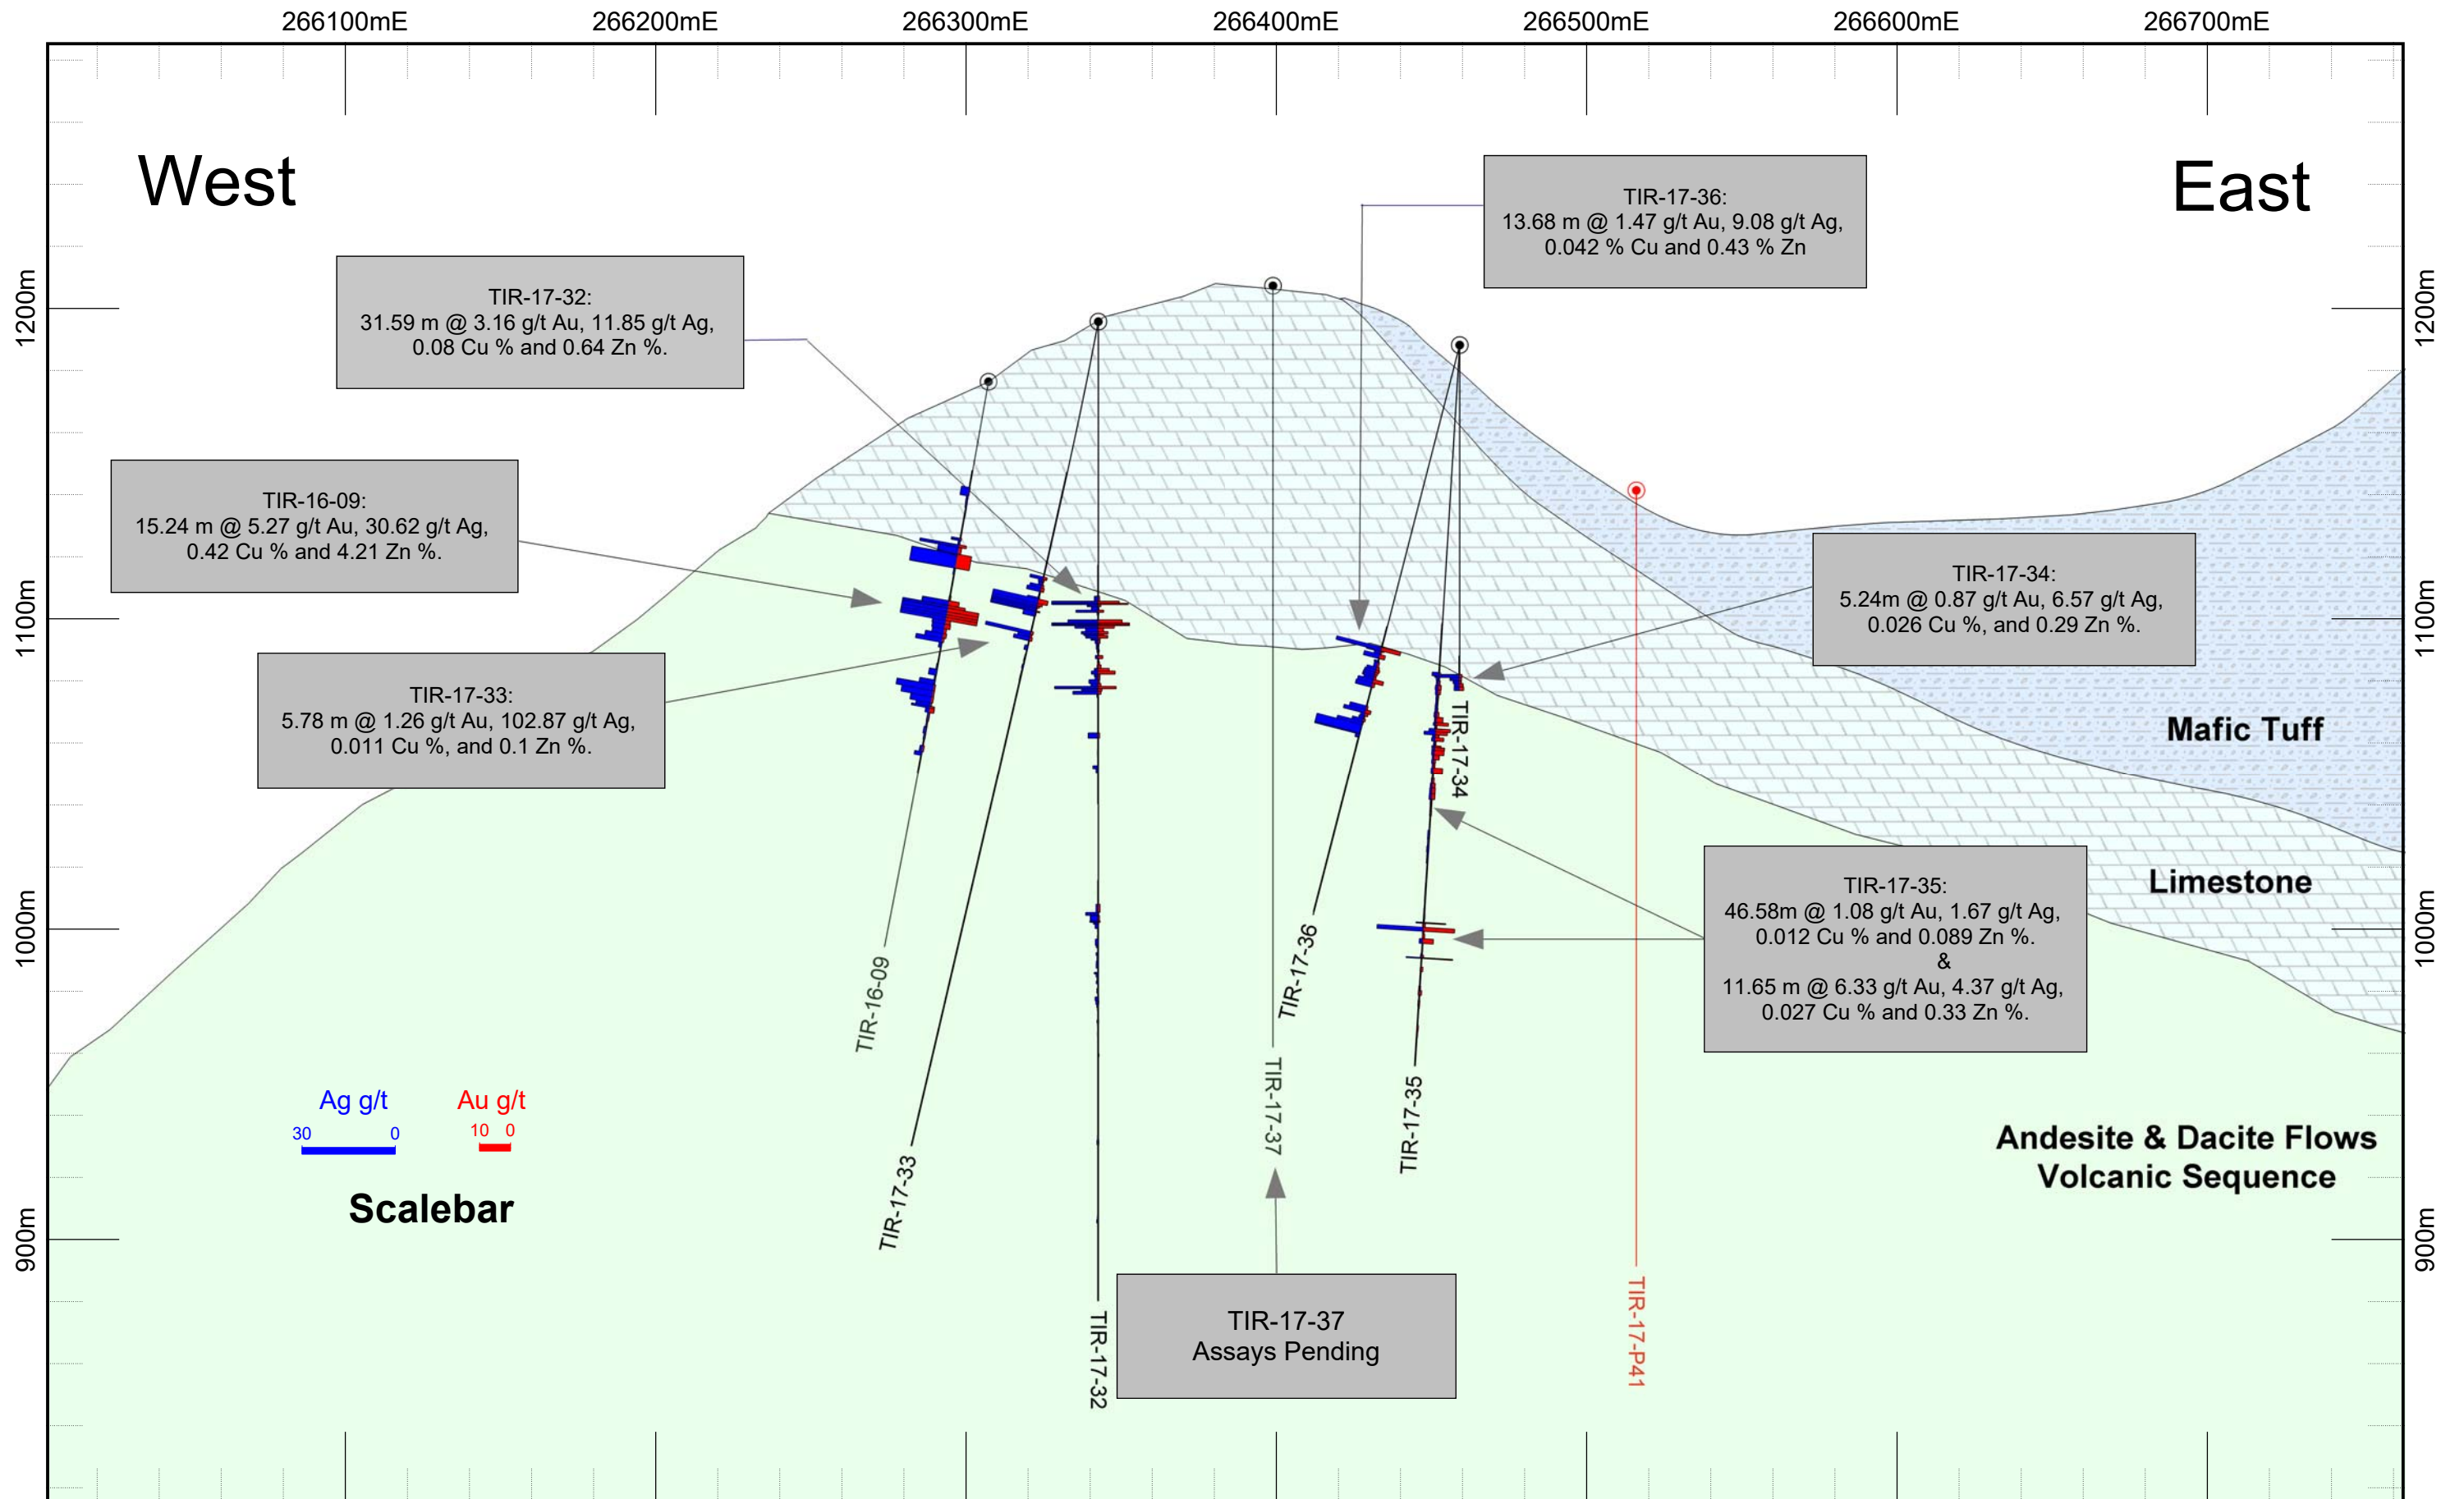 266100mE 266200mE 266300mE 266400mE 266500mE 266600mE 266700mE
West
East
TIR-17-36:
13.68 m @ 1.47 g/t Au, 9.08 g/t Ag,
0.042 % Cu and 0.43 % Zn
TIR-17-32:
31.59 m @ 3.16 g/t Au, 11.85 g/t Ag,
0.08 Cu % and 0.64 Zn %.
1200m
1200m
TIR-16-09:
15.24 m @ 5.27 g/t Au, 30.62 g/t Ag,
0.42 Cu % and 4.21 Zn %.
TIR-17-34:
5.24m @ 0.87 g/t Au, 6.57 g/t Ag,
0.026 Cu %, and 0.29 Zn %.
1100m
1100m
TIR-17-33:
5.78 m @ 1.26 g/t Au, 102.87 g/t Ag,
0.011 Cu %, and 0.1 Zn %.
TIR-17-34
Mafic Tuff
Limestone
TIR-17-35:
46.58m @ 1.08 g/t Au, 1.67 g/t Ag,
0.012 Cu % and 0.089 Zn %.
&
11.65 m @ 6.33 g/t Au, 4.37 g/t Ag,
0.027 Cu % and 0.33 Zn %.
1000m
1000m
TIR-16-09
TIR-17-36
TIR-17-37
TIR-17-35
Ag g/t
Au g/t
30 0
10 0
Scalebar
Andesite & Dacite Flows
Volcanic Sequence
TIR-17-33
900m
900m
TIR-17-32
TIR-17-37
Assays Pending
TIR-17-P41